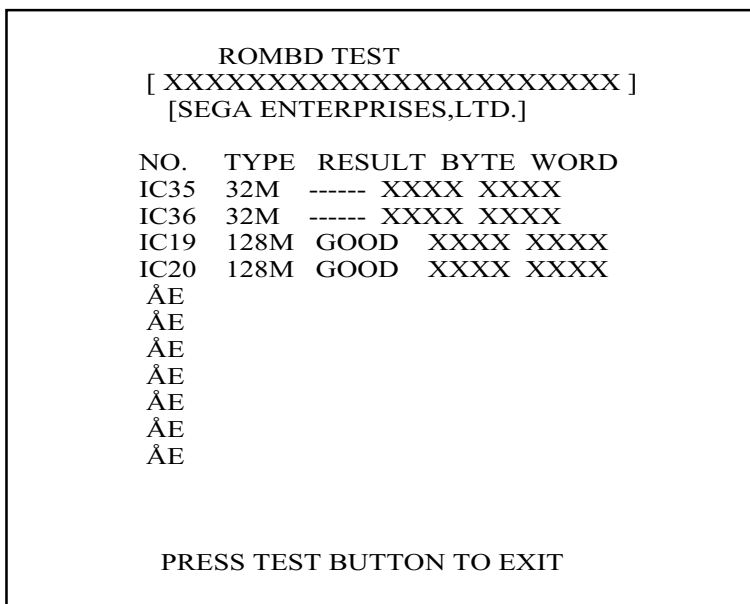 ROMBD TEST
[ XXXXXXXXXXXXXXXXXXXXXXX ]
[SEGA ENTERPRISES,LTD.]
NO. TYPE RESULT BYTE WORD
IC35 32M ------ XXXX XXXX
IC36 32M ------ XXXX XXXX
IC19 128M GOOD XXXX XXXX
IC20 128M GOOD XXXX XXXX
ÅE
ÅE
ÅE
ÅE
ÅE
ÅE
ÅE
PRESS TEST BUTTON TO EXIT